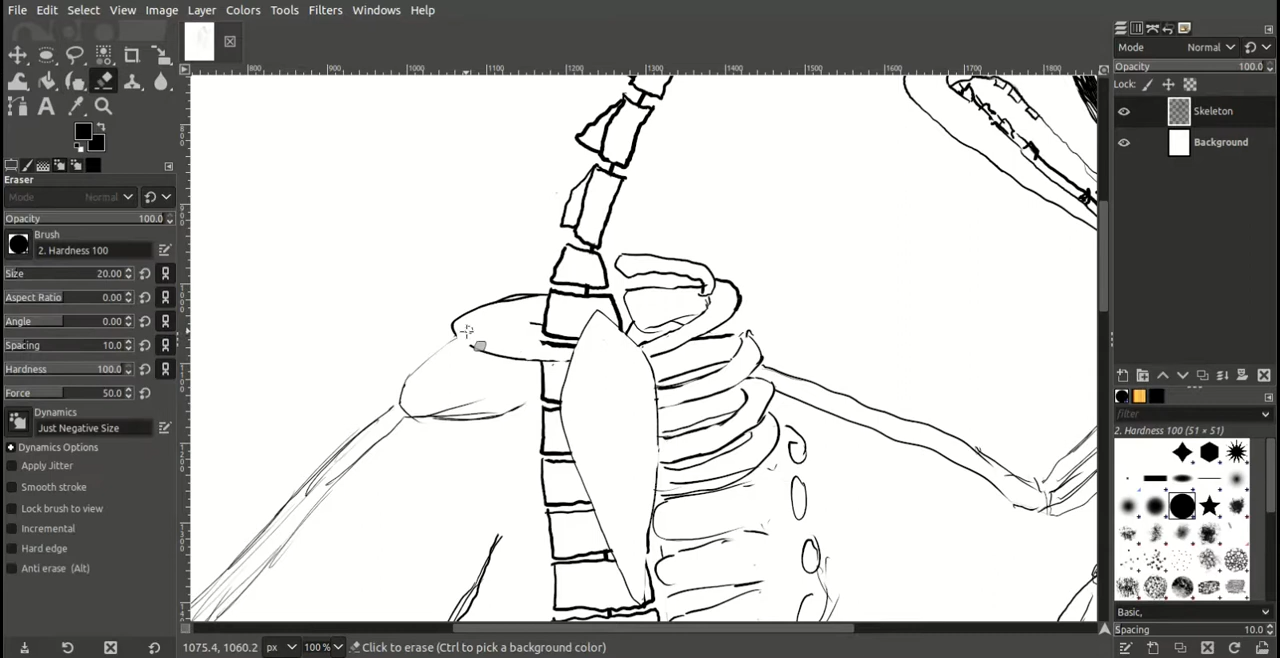 File Edit Select View Image Layer Colors Tools Filters Windows Help
800 900 1000 1100 1200 1300 1400 1500 1600 1700 1800
Mode Normal
Opacity 100.0
Lock:
Skeleton
Background
Eraser
Mode Normal
Opacity 100.0
Brush
2. Hardness 100
Size 20.00
Aspect Ratio 0.00
Angle 0.00
Spacing 10.0
Hardness 100.0
Force 50.0
Dynamics
Just Negative Size
Dynamics Options
Apply Jitter
Smooth stroke
Lock brush to view
Incremental
Hard edge
Anti erase (Alt)
filter
2. Hardness 100 (51 × 51)
Basic,
Spacing 10.0
1075.4, 1060.2 px 100 % Click to erase (Ctrl to pick a background color)